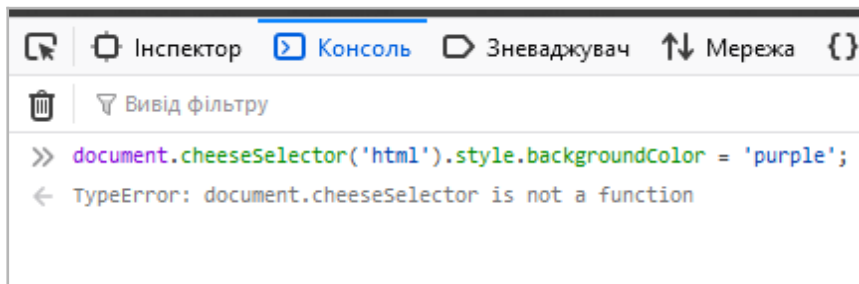 Інспектор Консоль Зневаджувач Мережа {}
Вивід фільтру
>> document.cheeseSelector('html').style.backgroundColor = 'purple';
← TypeError: document.cheeseSelector is not a function